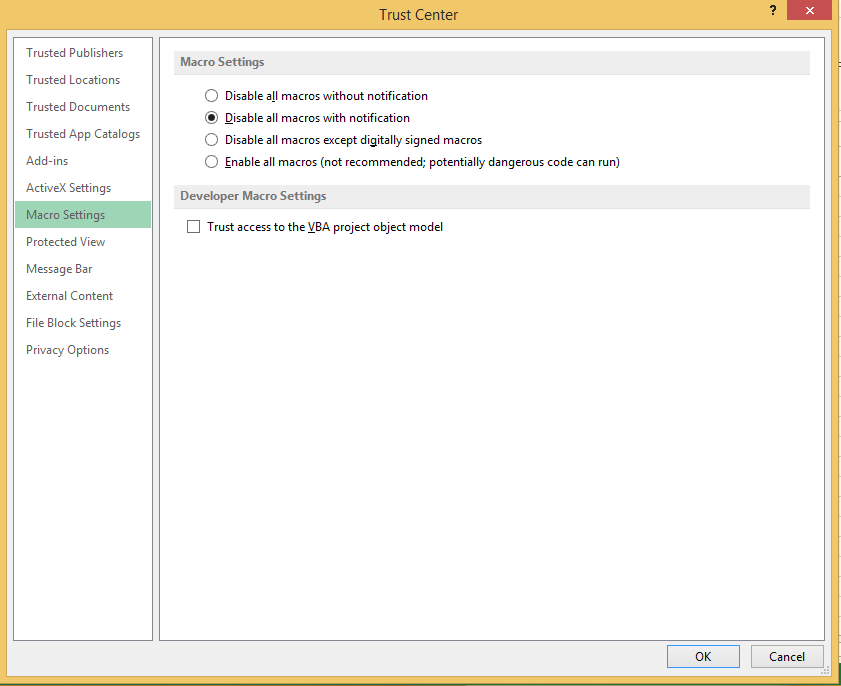 Trust Center
?
Trusted Publishers
Trusted Locations
Trusted Documents
Trusted App Catalogs
Add-ins
ActiveX Settings
Macro Settings
Protected View
Message Bar
External Content
File Block Settings
Privacy Options
Macro Settings
Disable all macros without notification
Disable all macros with notification
Disable all macros except digitally signed macros
Enable all macros (not recommended; potentially dangerous code can run)
Developer Macro Settings
Trust access to the VBA project object model
OK
Cancel